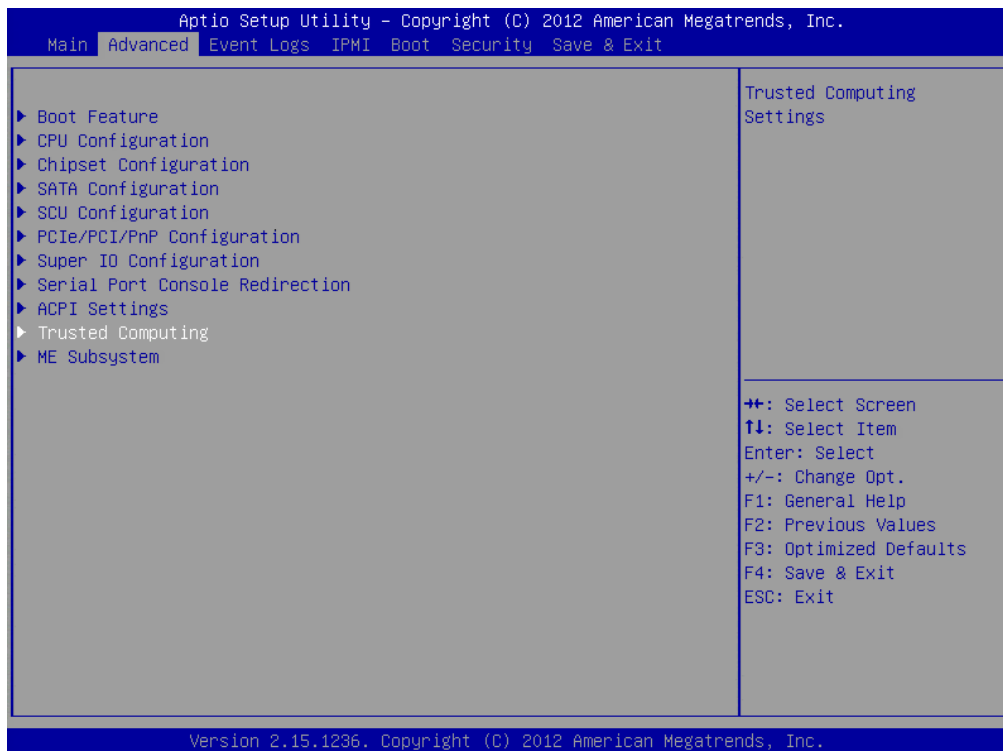 Aptio Setup Utility – Copyright (C) 2012 American Megatrends, Inc.
Main Advanced Event Logs IPMI Boot Security Save & Exit
▶ Boot Feature
▶ CPU Configuration
▶ Chipset Configuration
▶ SATA Configuration
▶ SCU Configuration
▶ PCIe/PCI/PnP Configuration
▶ Super IO Configuration
▶ Serial Port Console Redirection
▶ ACPI Settings
▶ Trusted Computing
▶ ME Subsystem
Trusted Computing
Settings
→←: Select Screen
↑↓: Select Item
Enter: Select
+/-: Change Opt.
F1: General Help
F2: Previous Values
F3: Optimized Defaults
F4: Save & Exit
ESC: Exit
Version 2.15.1236. Copyright (C) 2012 American Megatrends, Inc.